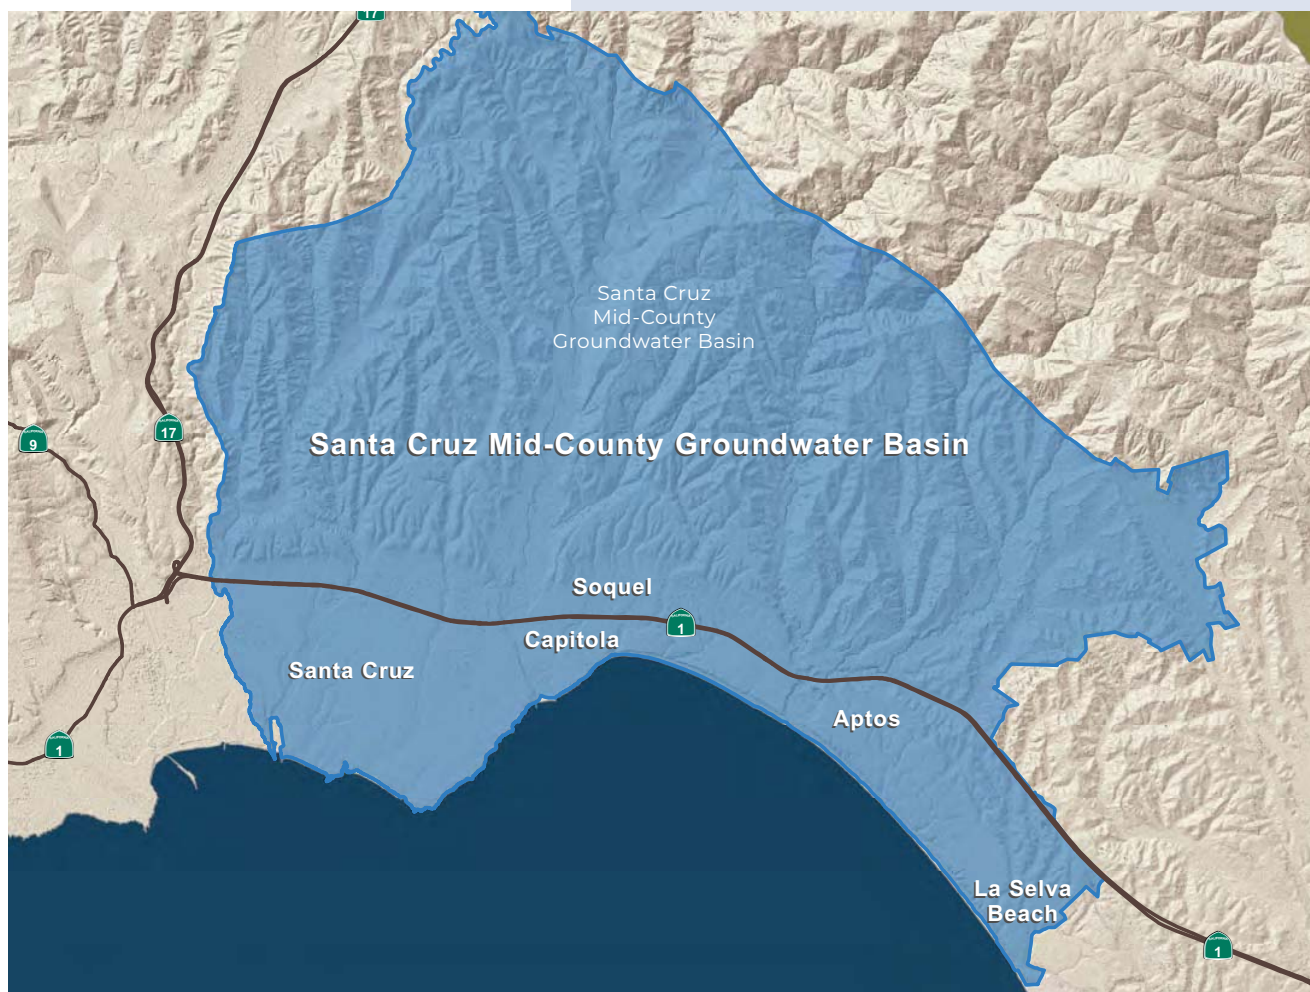 17
Santa Cruz
Mid-County
Groundwater Basin
9
17
Santa Cruz Mid-County Groundwater Basin
Soquel
1
Capitola
Santa Cruz
Aptos
1
La Selva
Beach
1